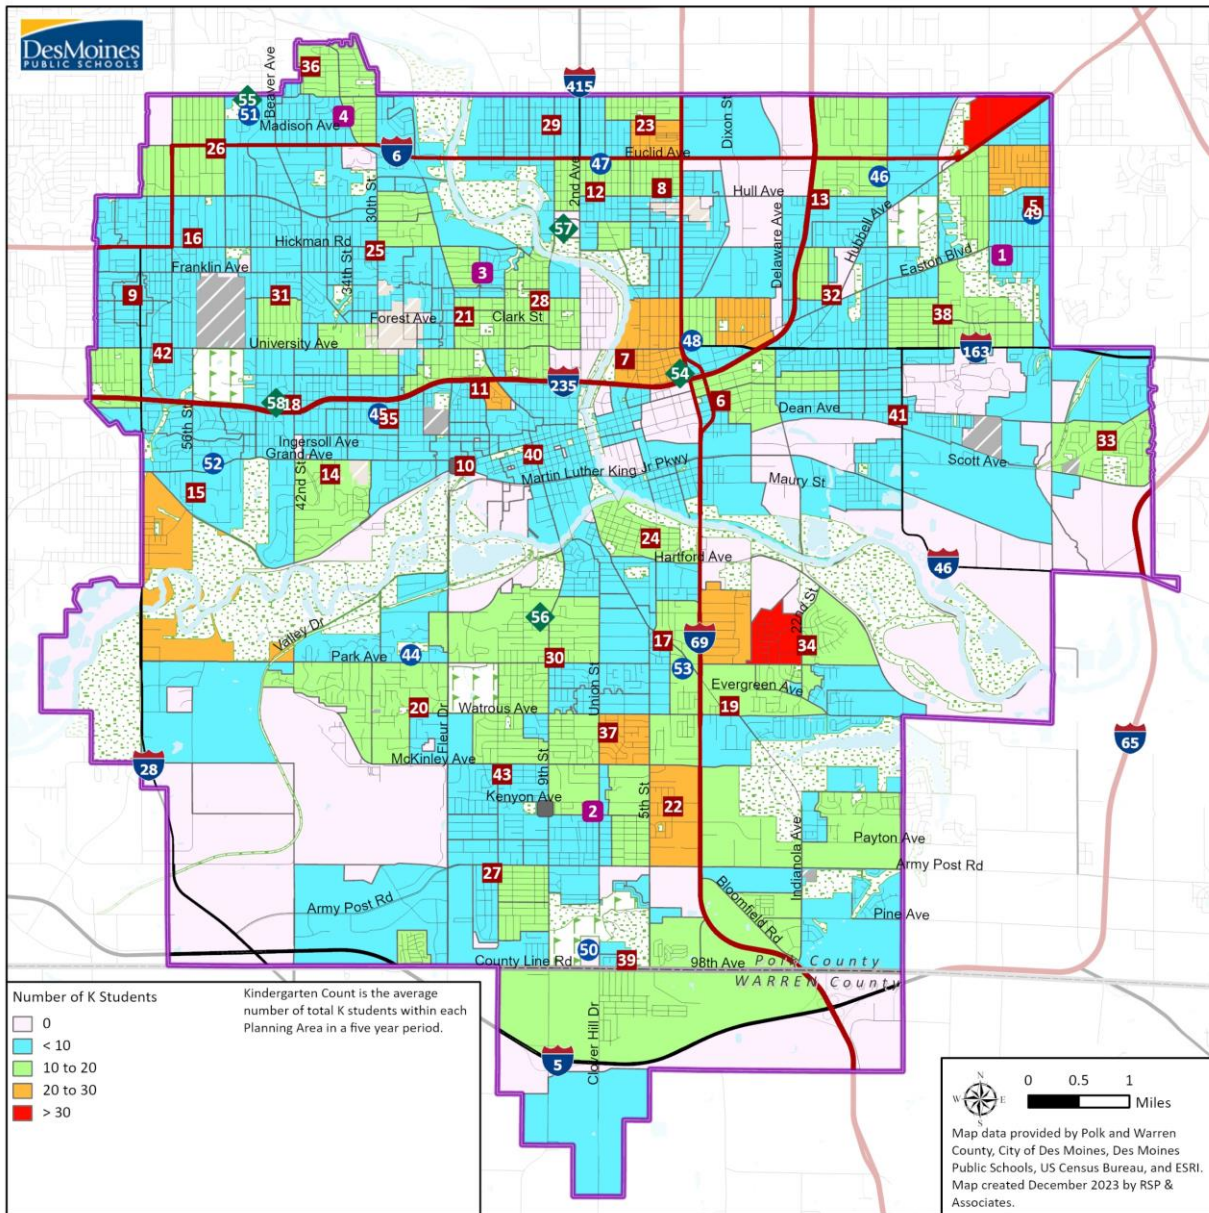 DesMoines
PUBLIC SCHOOLS
36
Beaver Ave
415
55
51
Madison Ave
4
29
23
Dixon St
26
6
Euclid Ave
47
2nd Ave
46
12
8
Hull Ave
13
5
49
30th St
57
16
Hickman Rd
25
34th St
Franklin Ave
3
Delaware Ave
Hubbell Ave
Easton Blvd
1
9
31
28
32
Forest Ave
21
Clark St
38
University Ave
48
42
7
163
54
235
11
58
18
6
45
35
Dean Ave
41
56th St
Ingersoll Ave
Grand Ave
33
52
10
40
Scott Ave
14
42nd St
Martin Luther King Jr Pkwy
Maury St
15
24
Hartford Ave
46
56
22nd St
Valley Dr
17
69
34
Park Ave
44
30
53
Union St
Evergreen Ave
20
Watrous Ave
19
Fleur Dr
37
65
McKinley Ave
28
43
9th St
Kenyon Ave
2
5th St
22
Indianola Ave
Payton Ave
27
Army Post Rd
Army Post Rd
Bloomfield Rd
Pine Ave
50
County Line Rd
39
98th Ave
Polk County
WARREN County
Clover Hill Dr
5
Number of K Students
0
< 10
10 to 20
20 to 30
> 30
Kindergarten Count is the average
number of total K students within each
Planning Area in a five year period.
N
W E
S
0 0.5 1
Miles
Map data provided by Polk and Warren
County, City of Des Moines, Des Moines
Public Schools, US Census Bureau, and ESRI.
Map created December 2023 by RSP &
Associates.